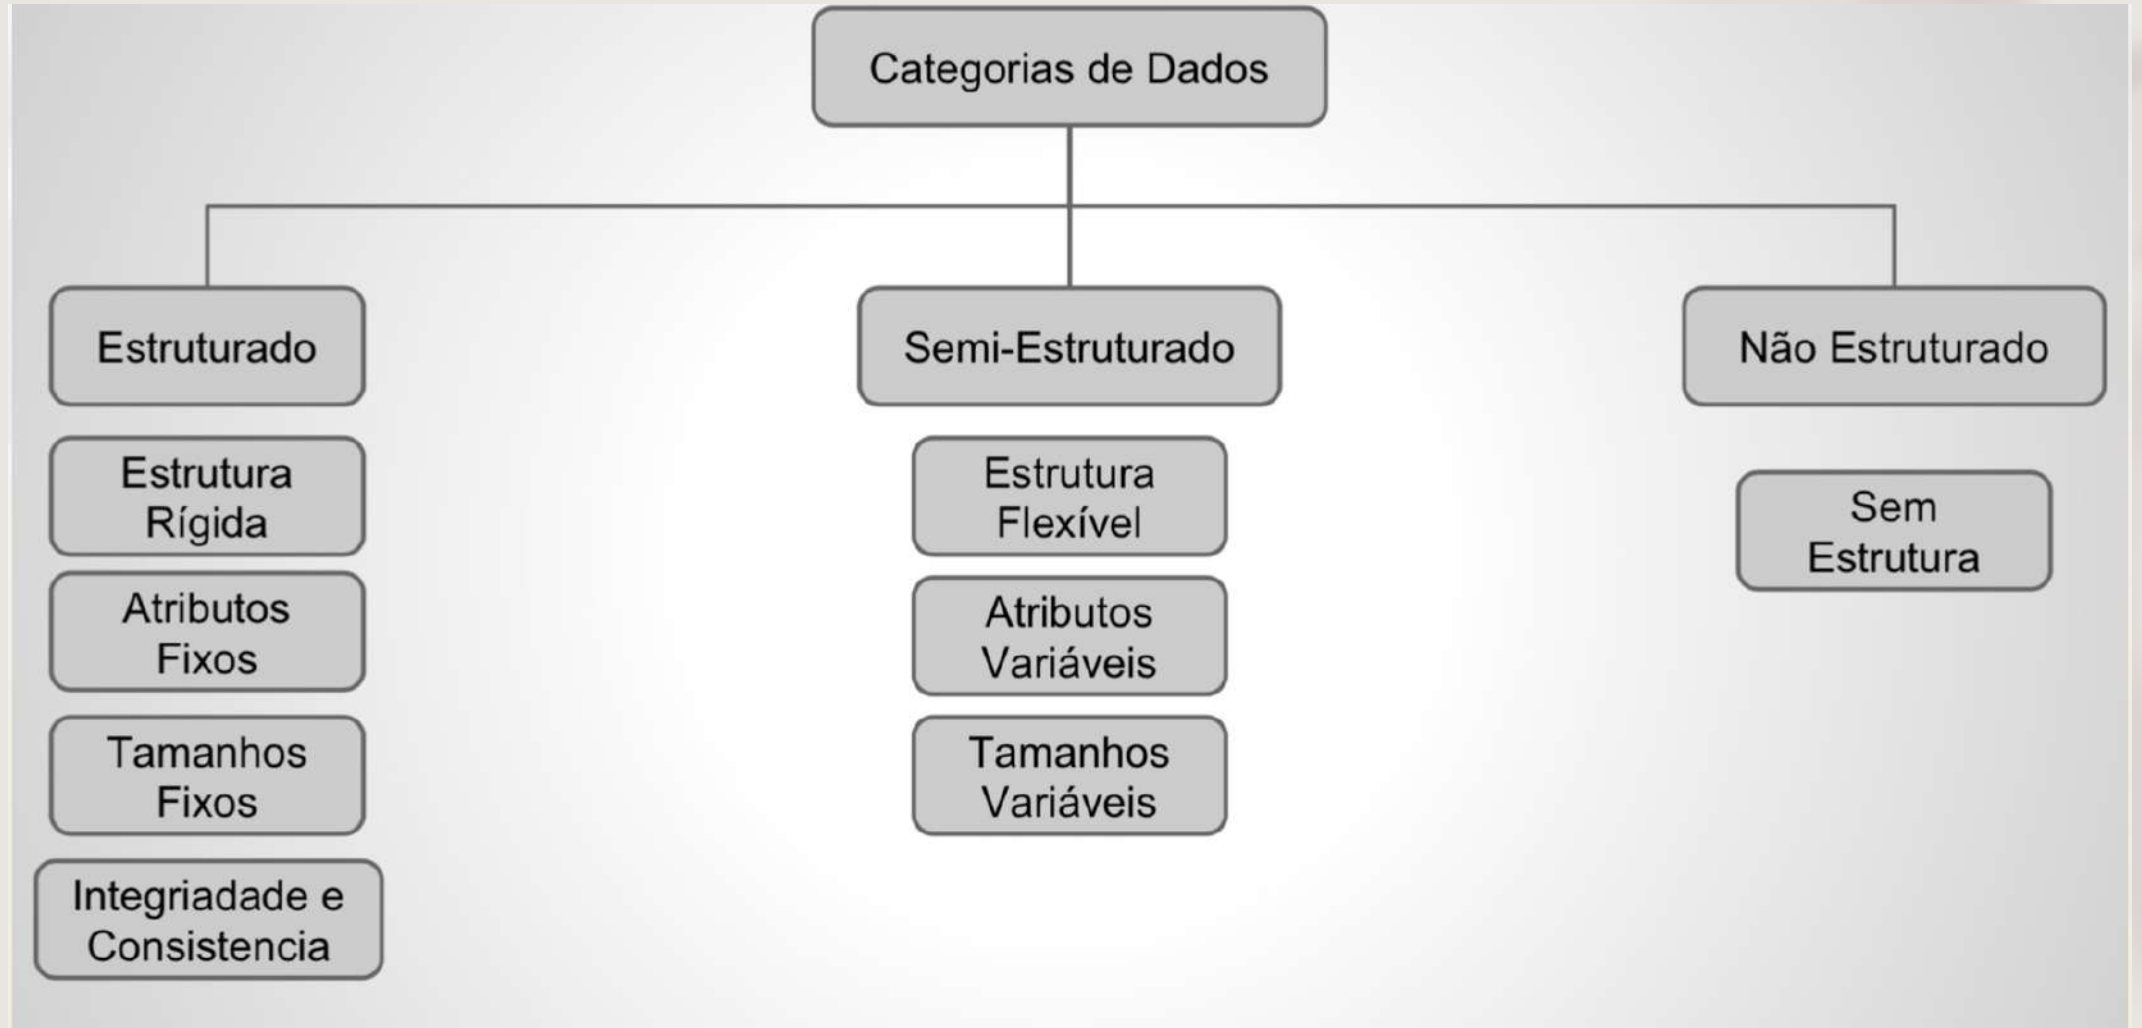 Categorias de Dados
Estruturado
Semi-Estruturado
Não Estruturado
Estrutura
Rígida
Atributos
Fixos
Tamanhos
Fixos
Integriadade e
Consistencia
Estrutura
Flexível
Atributos
Variáveis
Tamanhos
Variáveis
Sem
Estrutura